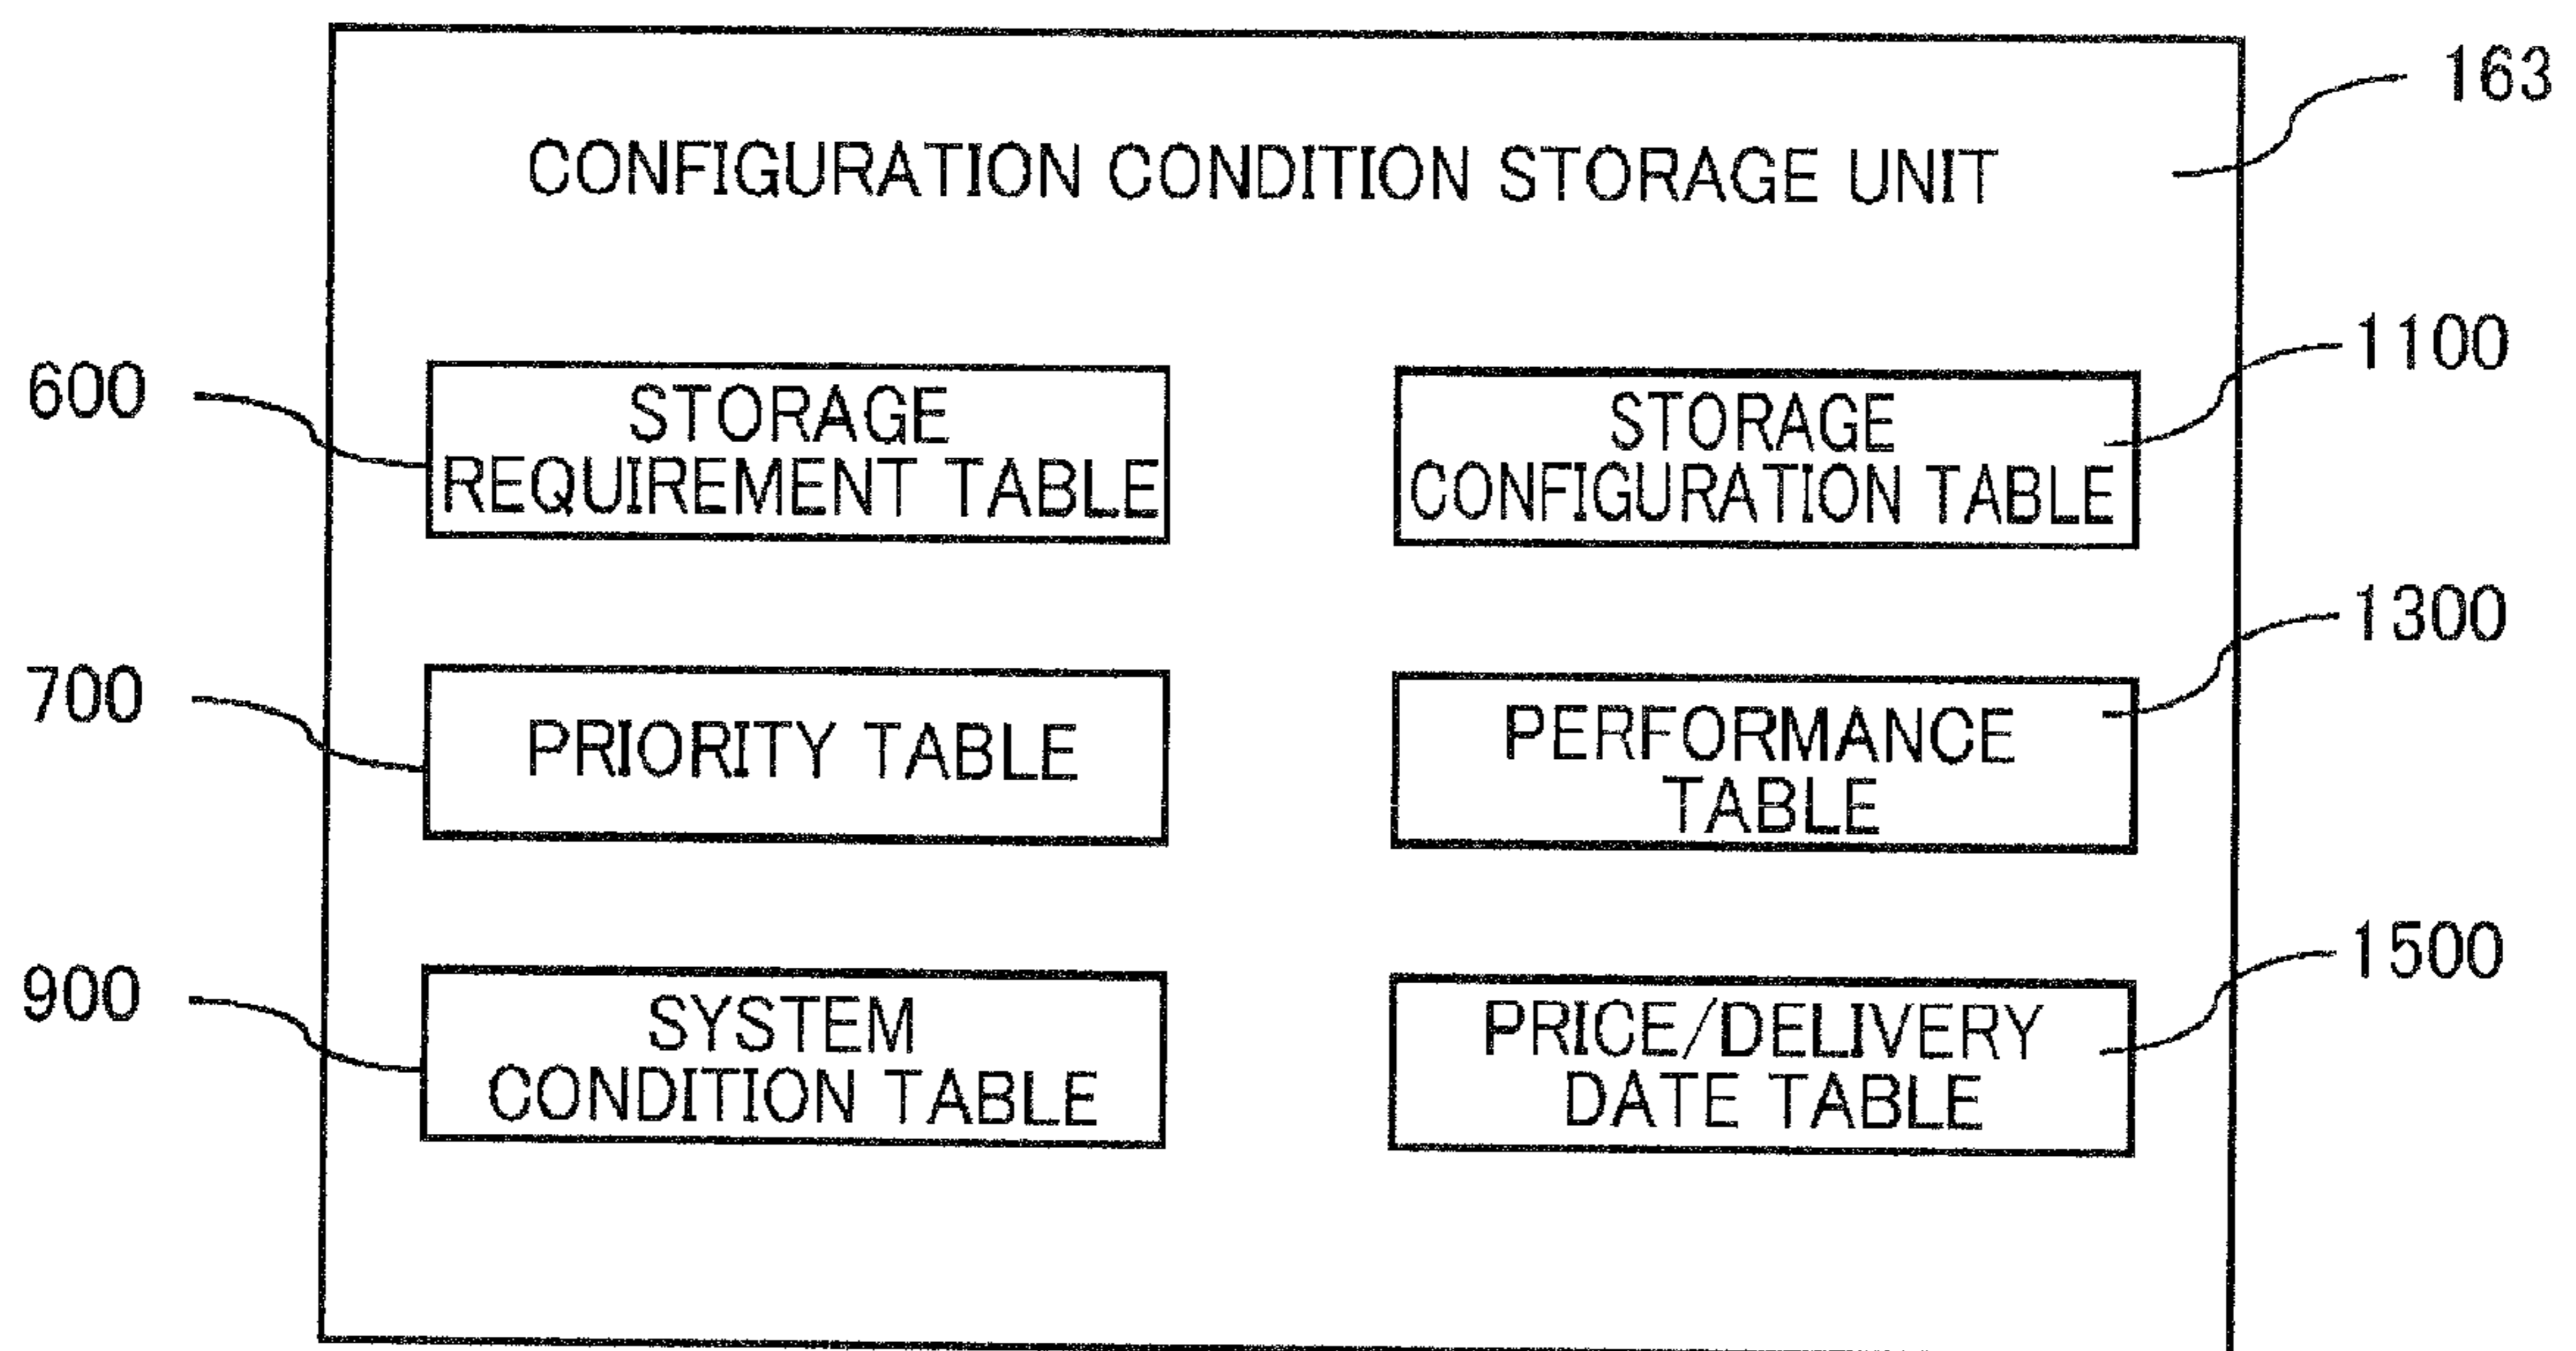 163
CONFIGURATION CONDITION STORAGE UNIT
600
STORAGE
REQUIREMENT TABLE
1100
STORAGE
CONFIGURATION TABLE
700
PRIORITY TABLE
1300
PERFORMANCE
TABLE
900
SYSTEM
CONDITION TABLE
1500
PRICE/DELIVERY
DATE TABLE